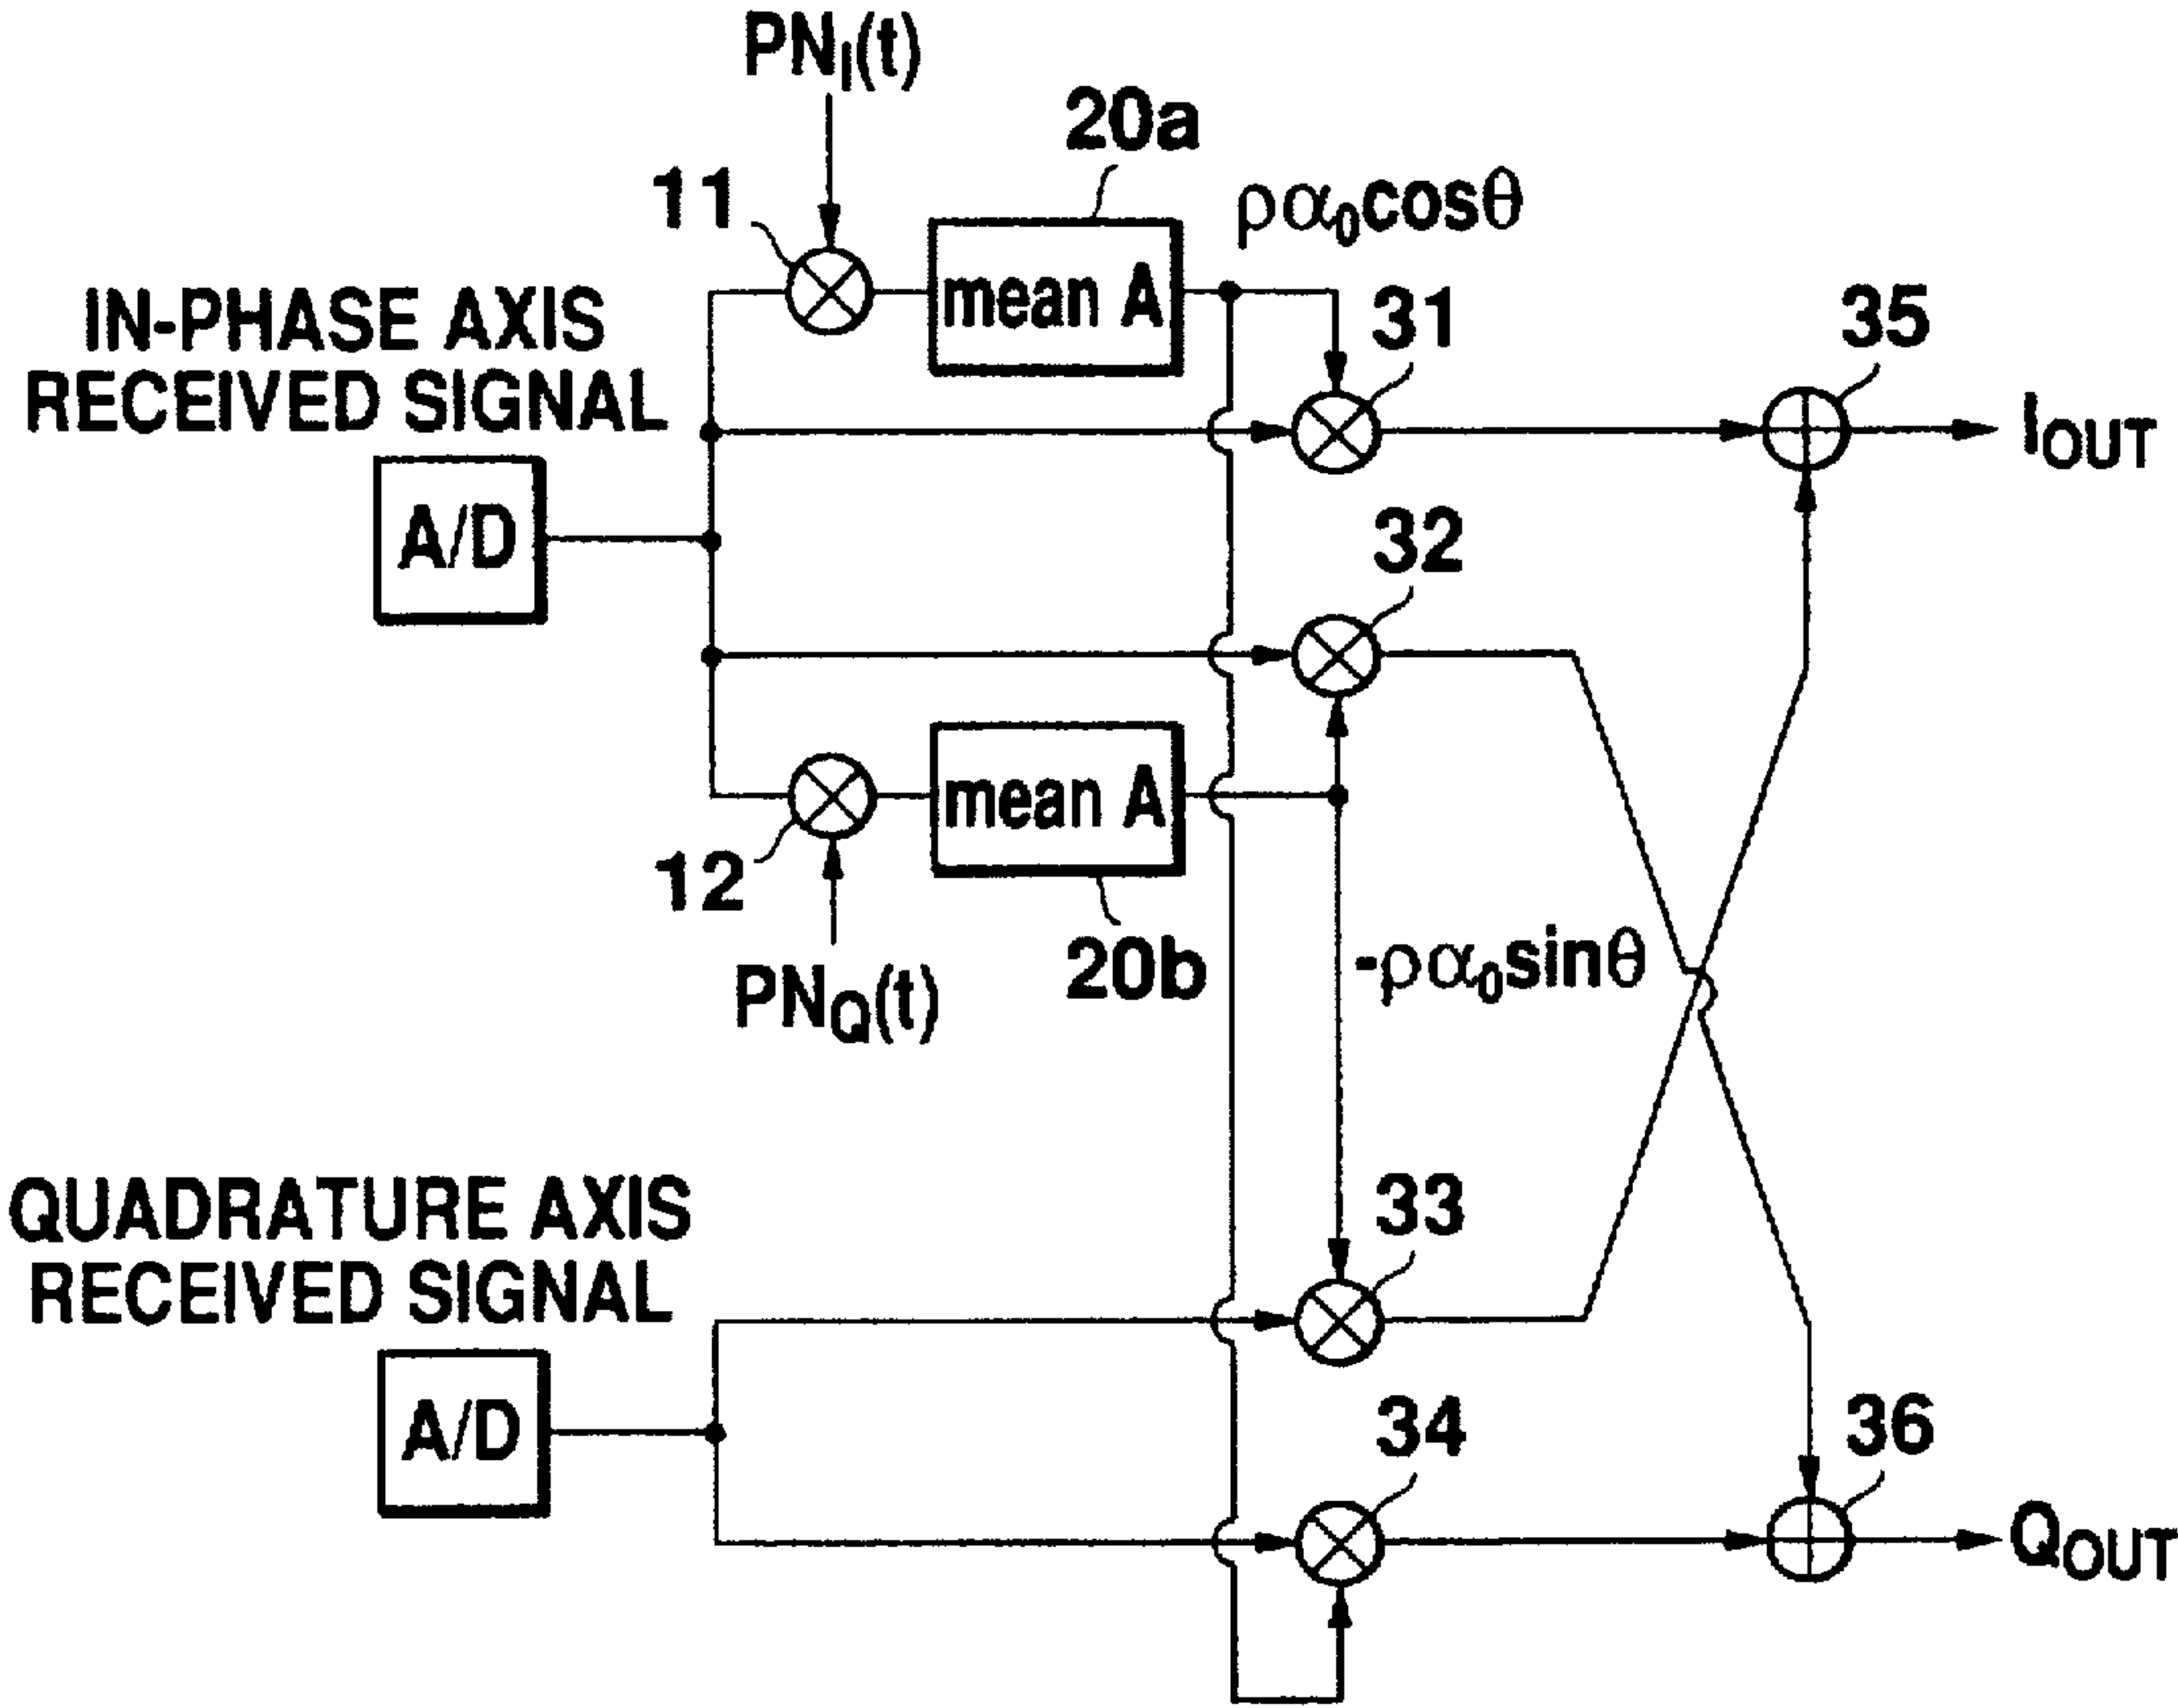 PNI(t)
20a
11
ρα0cosθ
mean A
31
35
IN-PHASE AXIS
RECEIVED SIGNAL
IOUT
A/D
32
mean A
12
20b
-ρα0sinθ
PNQ(t)
33
QUADRATURE AXIS
RECEIVED SIGNAL
A/D
34
36
QOUT